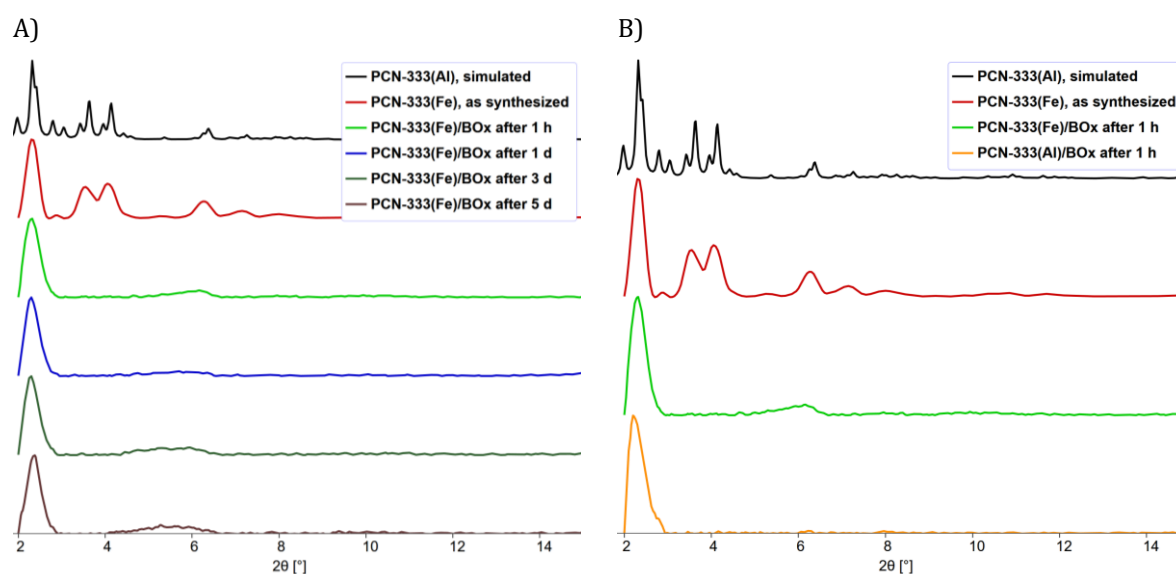 A)
PCN-333(Al), simulated
PCN-333(Fe), as synthesized
PCN-333(Fe)/BOx after 1 h
PCN-333(Fe)/BOx after 1 d
PCN-333(Fe)/BOx after 3 d
PCN-333(Fe)/BOx after 5 d
2 4 6 8 10 12 14
2θ [°]
B)
PCN-333(Al), simulated
PCN-333(Fe), as synthesized
PCN-333(Fe)/BOx after 1 h
PCN-333(Al)/BOx after 1 h
2 4 6 8 10 12 14
2θ [°]